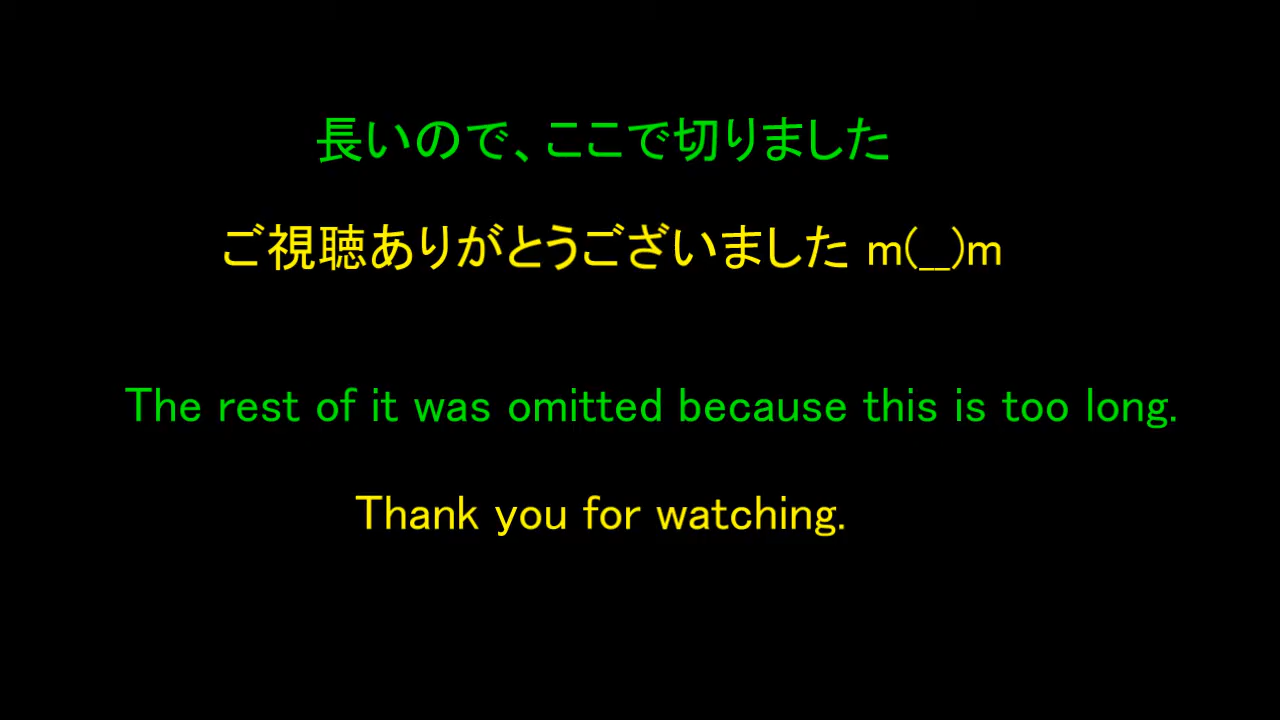 長いので、ここで切りました
ご視聴ありがとうございました m(__)m
The rest of it was omitted because this is too long.
Thank you for watching.